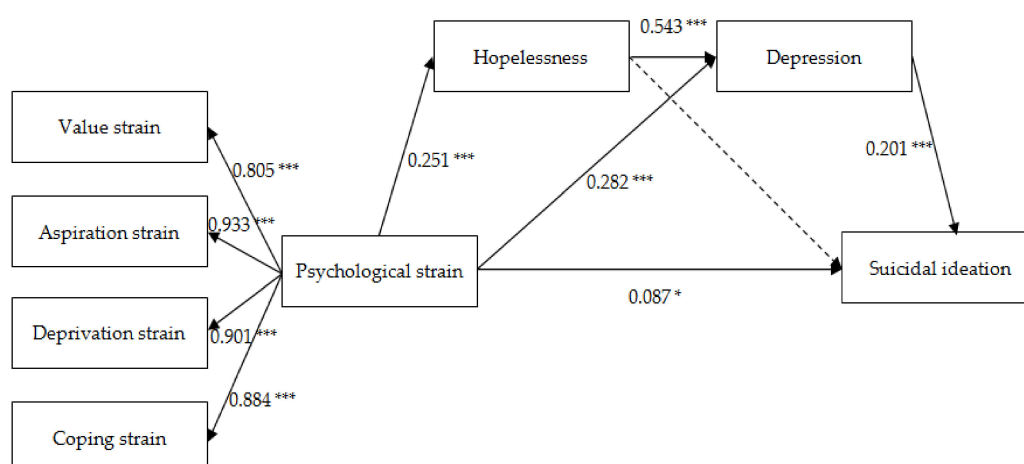 0.543 ***
Hopelessness
Depression
Value strain
0.805 ***
0.251 ***
0.201 ***
0.282 ***
Aspiration strain
0.933 ***
Psychological strain
Suicidal ideation
0.087 *
Deprivation strain
0.901 ***
0.884 ***
Coping strain